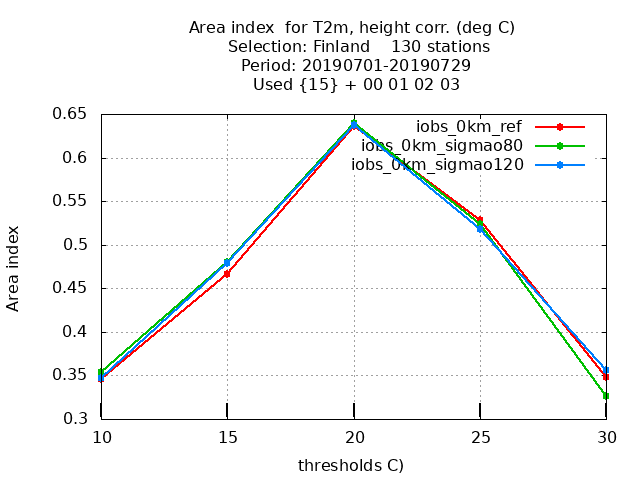 Area index  for T2m, height corr. (deg C)
Selection: Finland    130 stations
Period: 20190701-20190729
Used {15} + 00 01 02 03
iobs_0km_ref
iobs_0km_sigmao80
iobs_0km_sigmao120
Area index
0.65
0.6
0.55
0.5
0.45
0.4
0.35
0.3
10 15 20 25 30
thresholds C)